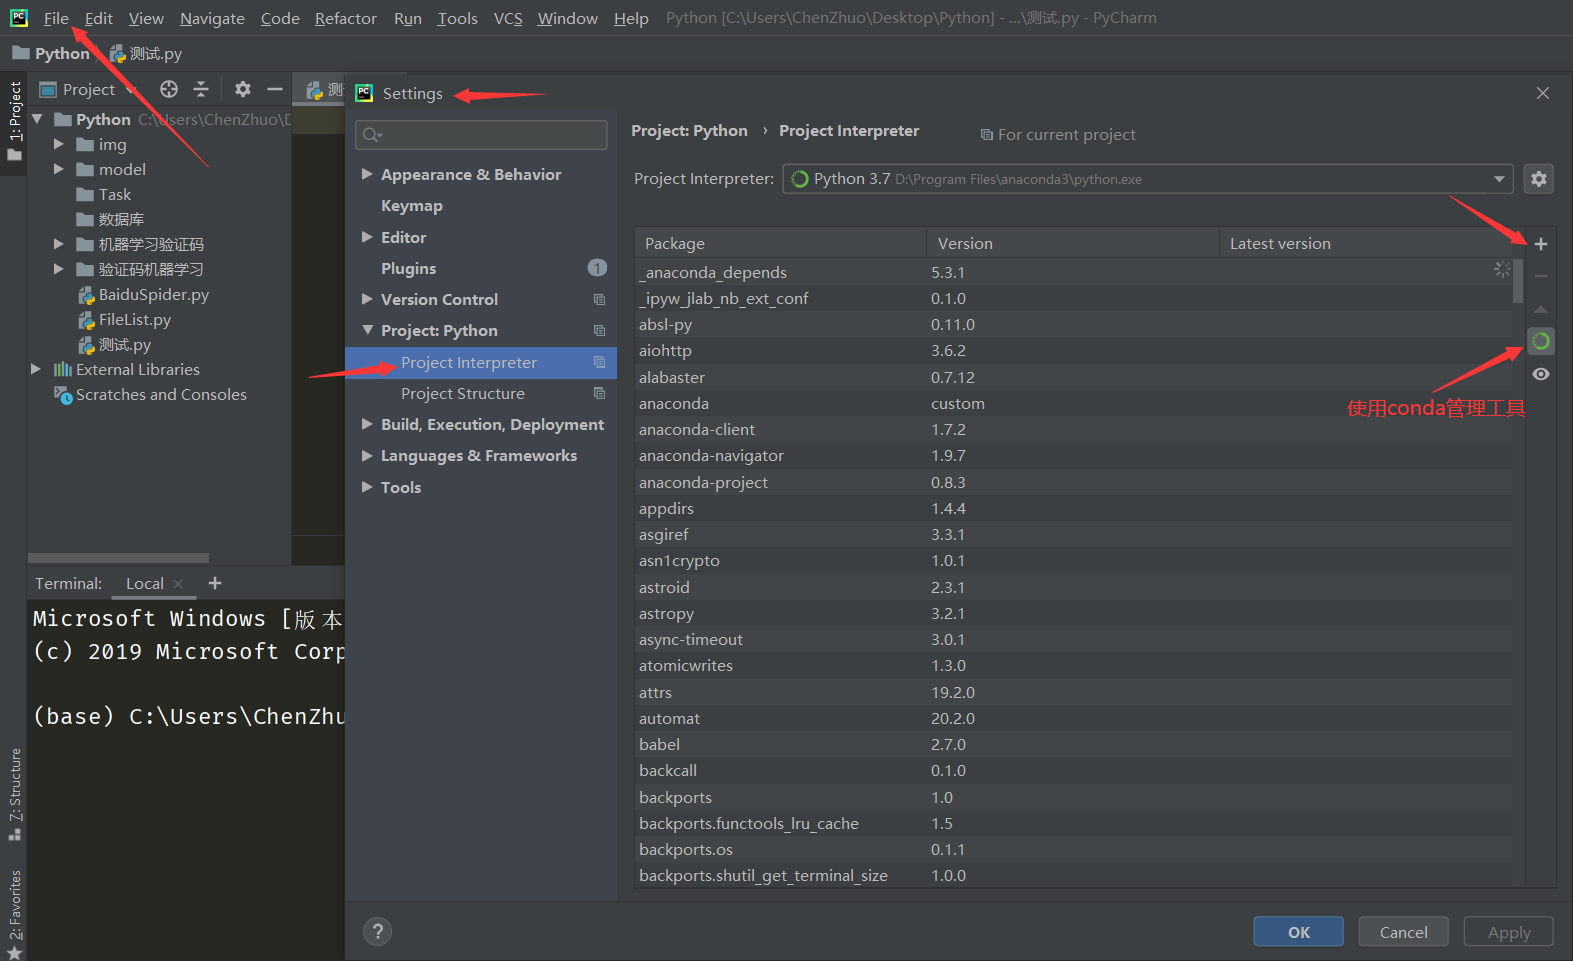 File Edit View Navigate Code Refactor Run Tools VCS Window Help Python [C:\Users\ChenZhuo\Desktop\Python] - ...\测试.py - PyCharm
Python 测试.py
1: Project
7: Structure
2: Favorites
Project
Python C:\Users\ChenZhuo\D
img
model
Task
数据库
机器学习验证码
验证码机器学习
BaiduSpider.py
FileList.py
测试.py
External Libraries
Scratches and Consoles
测
Terminal: Local
Microsoft Windows [版本
(c) 2019 Microsoft Corp
(base) C:\Users\ChenZhu
Settings
Appearance & Behavior
Keymap
Editor
Plugins 1
Version Control
Project: Python
Project Interpreter
Project Structure
Build, Execution, Deployment
Languages & Frameworks
Tools
Project: Python › Project Interpreter For current project
Project Interpreter: Python 3.7 D:\Program Files\anaconda3\python.exe
Package Version Latest version
_anaconda_depends 5.3.1
_ipyw_jlab_nb_ext_conf 0.1.0
absl-py 0.11.0
aiohttp 3.6.2
alabaster 0.7.12
anaconda custom
anaconda-client 1.7.2
anaconda-navigator 1.9.7
anaconda-project 0.8.3
appdirs 1.4.4
asgiref 3.3.1
asn1crypto 1.0.1
astroid 2.3.1
astropy 3.2.1
async-timeout 3.0.1
atomicwrites 1.3.0
attrs 19.2.0
automat 20.2.0
babel 2.7.0
backcall 0.1.0
backports 1.0
backports.functools_lru_cache 1.5
backports.os 0.1.1
backports.shutil_get_terminal_size 1.0.0
使用conda管理工具
? OK Cancel Apply